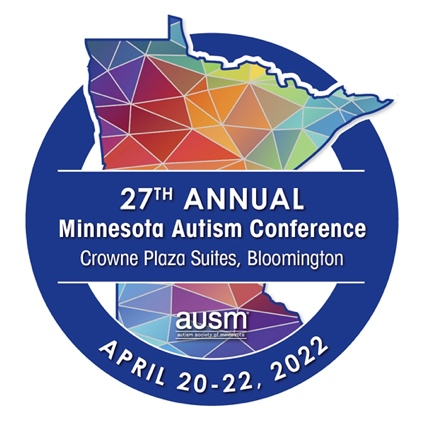 27TH ANNUAL
Minnesota Autism Conference
Crowne Plaza Suites, Bloomington
ausm
autism society of minnesota
APRIL 20-22, 2022